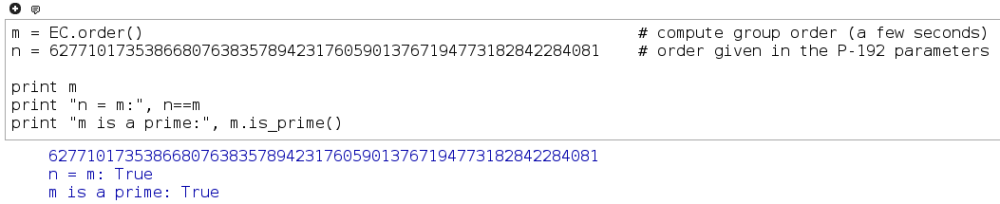 m = EC.order() # compute group order (a few seconds)
n = 6277101735386680763835789423176059013767194773182842284081 # order given in the P-192 parameters
print m
print "n = m:", n==m
print "m is a prime:", m.is_prime()
6277101735386680763835789423176059013767194773182842284081
n = m: True
m is a prime: True